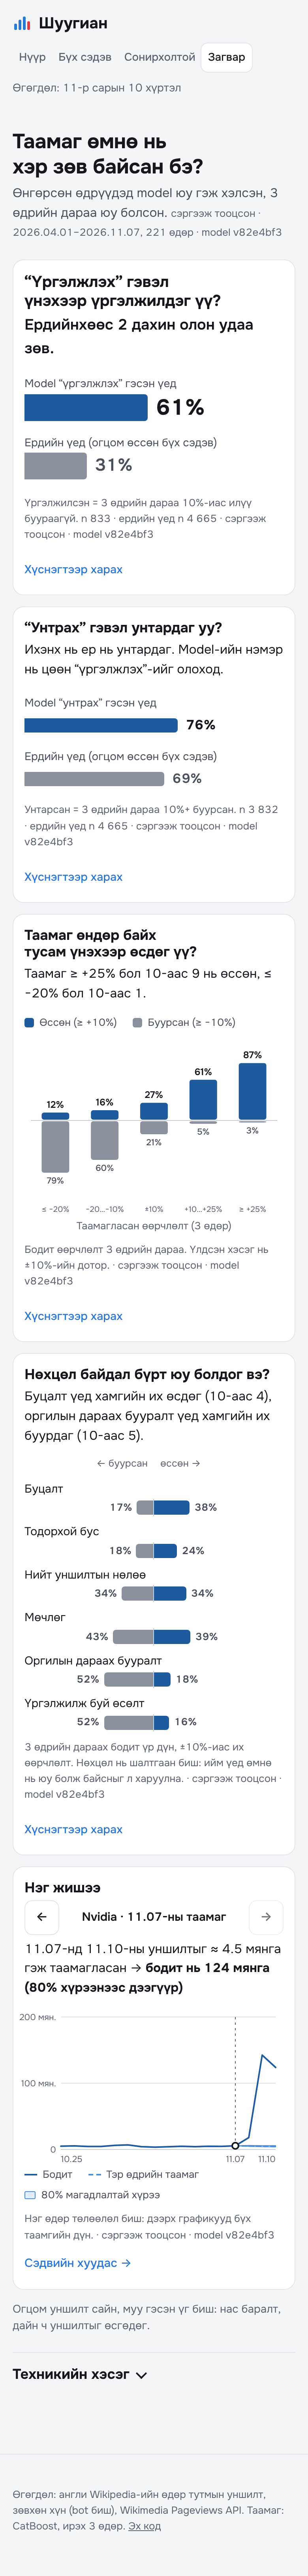 Шуугиан
Нүүр Бүх сэдэв Сонирхолтой Загвар
Өгөгдөл: 11-р сарын 10 хүртэл
Таамаг өмнө нь
хэр зөв байсан бэ?
Өнгөрсөн өдрүүдэд model юу гэж хэлсэн, 3
өдрийн дараа юу болсон. сэргээж тооцсон ·
2026.04.01–2026.11.07, 221 өдөр · model v82e4bf3
“Үргэлжлэх” гэвэл
үнэхээр үргэлжилдэг үү?
Ердийнхөөс 2 дахин олон удаа
зөв.
Model “үргэлжлэх” гэсэн үед
61%
Ердийн үед (огцом өссөн бүх сэдэв)
31%
Үргэлжилсэн = 3 өдрийн дараа 10%-иас илүү
буураагүй. n 833 · ердийн үед n 4 665 · сэргээж
тооцсон · model v82e4bf3
Хүснэгтээр харах
“Унтрах” гэвэл унтардаг уу?
Ихэнх нь ер нь унтардаг. Model-ийн нэмэр
нь цөөн “үргэлжлэх”-ийг олоход.
Model “унтрах” гэсэн үед
76%
Ердийн үед (огцом өссөн бүх сэдэв)
69%
Унтарсан = 3 өдрийн дараа 10%+ буурсан. n 3 832
· ердийн үед n 4 665 · сэргээж тооцсон · model
v82e4bf3
Хүснэгтээр харах
Таамаг өндөр байх
тусам үнэхээр өсдөг үү?
Таамаг ≥ +25% бол 10-аас 9 нь өссөн, ≤
−20% бол 10-аас 1.
Өссөн (≥ +10%) Буурсан (≥ −10%)
12% 16% 27% 61% 87%
79% 60% 21% 5% 3%
≤ −20% −20…−10% ±10% +10…+25% ≥ +25%
Таамагласан өөрчлөлт (3 өдөр)
Бодит өөрчлөлт 3 өдрийн дараа. Үлдсэн хэсэг нь
±10%-ийн дотор. · сэргээж тооцсон · model
v82e4bf3
Хүснэгтээр харах
Нөхцөл байдал бүрт юу болдог вэ?
Буцалт үед хамгийн их өсдөг (10-аас 4),
оргилын дараах бууралт үед хамгийн их
буурдаг (10-аас 5).
← буурсан өссөн →
Буцалт
17% 38%
Тодорхой бус
18% 24%
Нийт уншилтын нөлөө
34% 34%
Мөчлөг
43% 39%
Оргилын дараах бууралт
52% 18%
Үргэлжилж буй өсөлт
52% 16%
3 өдрийн дараах бодит үр дүн, ±10%-иас их
өөрчлөлт. Нөхцөл нь шалтгаан биш: ийм үед өмнө
нь юу болж байсныг л харуулна. · сэргээж тооцсон ·
model v82e4bf3
Хүснэгтээр харах
Нэг жишээ
← Nvidia · 11.07-ны таамаг →
11.07-нд 11.10-ны уншилтыг ≈ 4.5 мянга
гэж таамагласан → бодит нь 124 мянга
(80% хүрээнээс дээгүүр)
200 мян.
100 мян.
0
10.25 11.07 11.10
Бодит Тэр өдрийн таамаг
80% магадлалтай хүрээ
Нэг өдөр төлөөлөл биш: дээрх графикууд бүх
таамгийн дүн. · сэргээж тооцсон · model v82e4bf3
Сэдвийн хуудас →
Огцом уншилт сайн, муу гэсэн үг биш: нас баралт,
дайн ч уншилтыг өсгөдөг.
Техникийн хэсэг
Өгөгдөл: англи Wikipedia-ийн өдөр тутмын уншилт,
зөвхөн хүн (bot биш), Wikimedia Pageviews API. Таамаг:
CatBoost, ирэх 3 өдөр. Эх код